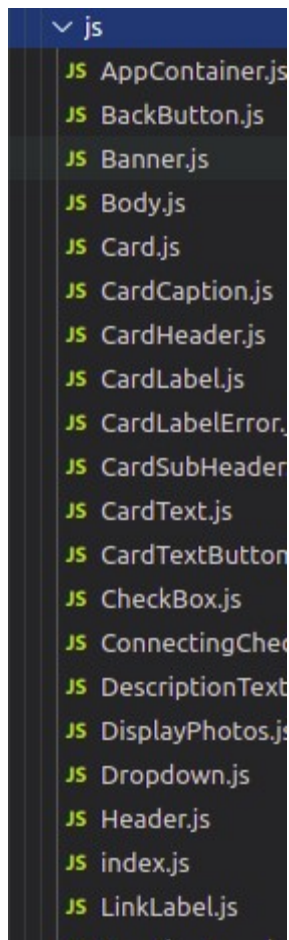 js
JS AppContainer.js
JS BackButton.js
JS Banner.js
JS Body.js
JS Card.js
JS CardCaption.js
JS CardHeader.js
JS CardLabel.js
JS CardLabelError.j
JS CardSubHeader
JS CardText.js
JS CardTextButton
JS CheckBox.js
JS ConnectingChec
JS DescriptionText
JS DisplayPhotos.js
JS Dropdown.js
JS Header.js
JS index.js
JS LinkLabel.js